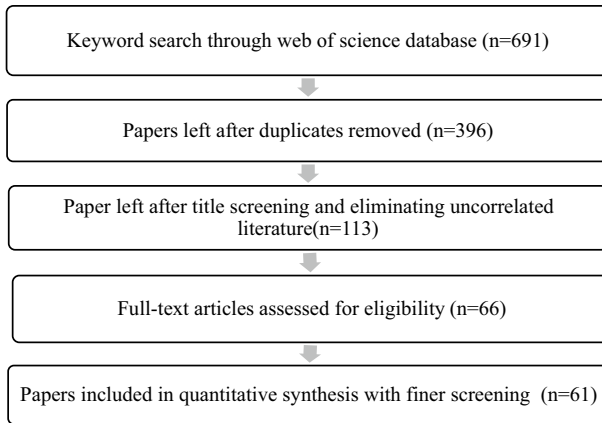 Keyword search through web of science database (n=691)
Papers left after duplicates removed (n=396)
Paper left after title screening and eliminating uncorrelated
literature(n=113)
Full-text articles assessed for eligibility (n=66)
Papers included in quantitative synthesis with finer screening (n=61)